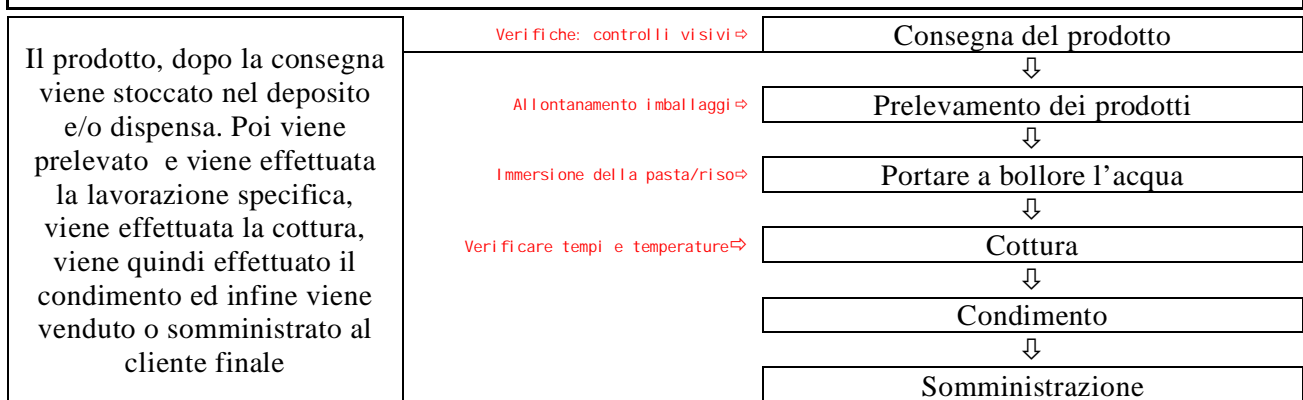 Il prodotto, dopo la consegna
viene stoccato nel deposito
e/o dispensa. Poi viene
prelevato e viene effettuata
la lavorazione specifica,
viene effettuata la cottura,
viene quindi effettuato il
condimento ed infine viene
venduto o somministrato al
cliente finale
Verifiche: controlli visivi⇨ Consegna del prodotto
⇩
Allontanamento imballaggi⇨ Prelevamento dei prodotti
⇩
Immersione della pasta/riso⇨ Portare a bollore l’acqua
⇩
Verificare tempi e temperature⇨ Cottura
⇩
Condimento
⇩
Somministrazione